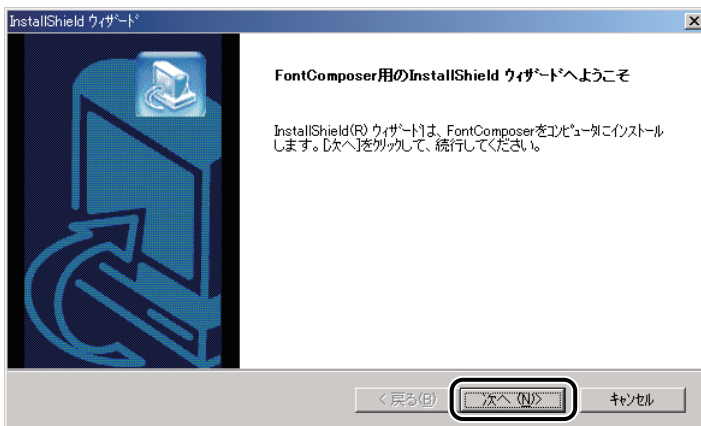 InstallShield ウィザード
FontComposer用のInstallShield ウィザードへようこそ
InstallShield(R) ウィザードは、FontComposerをコンピュータにインストール
します。[次へ]をクリックして、続行してください。
< 戻る(B)
次へ (N)>
キャンセル